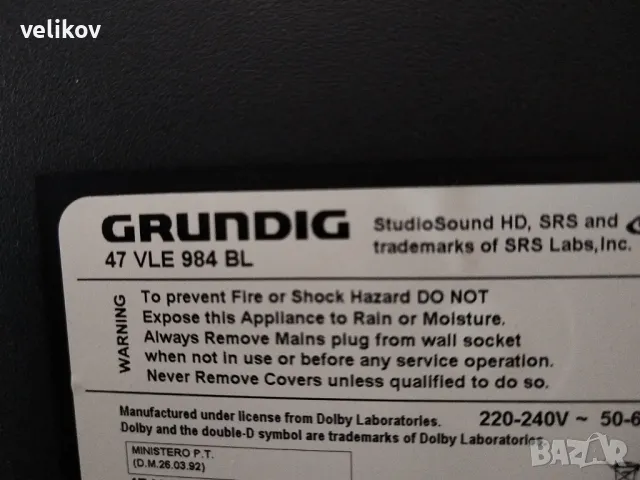 velikov
GRUNDIG
47 VLE 984 BL
StudioSound HD, SRS and
trademarks of SRS Labs,Inc.
WARNING
To prevent Fire or Shock Hazard DO NOT
Expose this Appliance to Rain or Moisture.
Always Remove Mains plug from wall socket
when not in use or before any service operation.
Never Remove Covers unless qualified to do so.
Manufactured under license from Dolby Laboratories.
Dolby and the double-D symbol are trademarks of Dolby Laboratories
220-240V ~ 50-6
MINISTERO P.T.
(D.M.26.03.92)
BAZAR